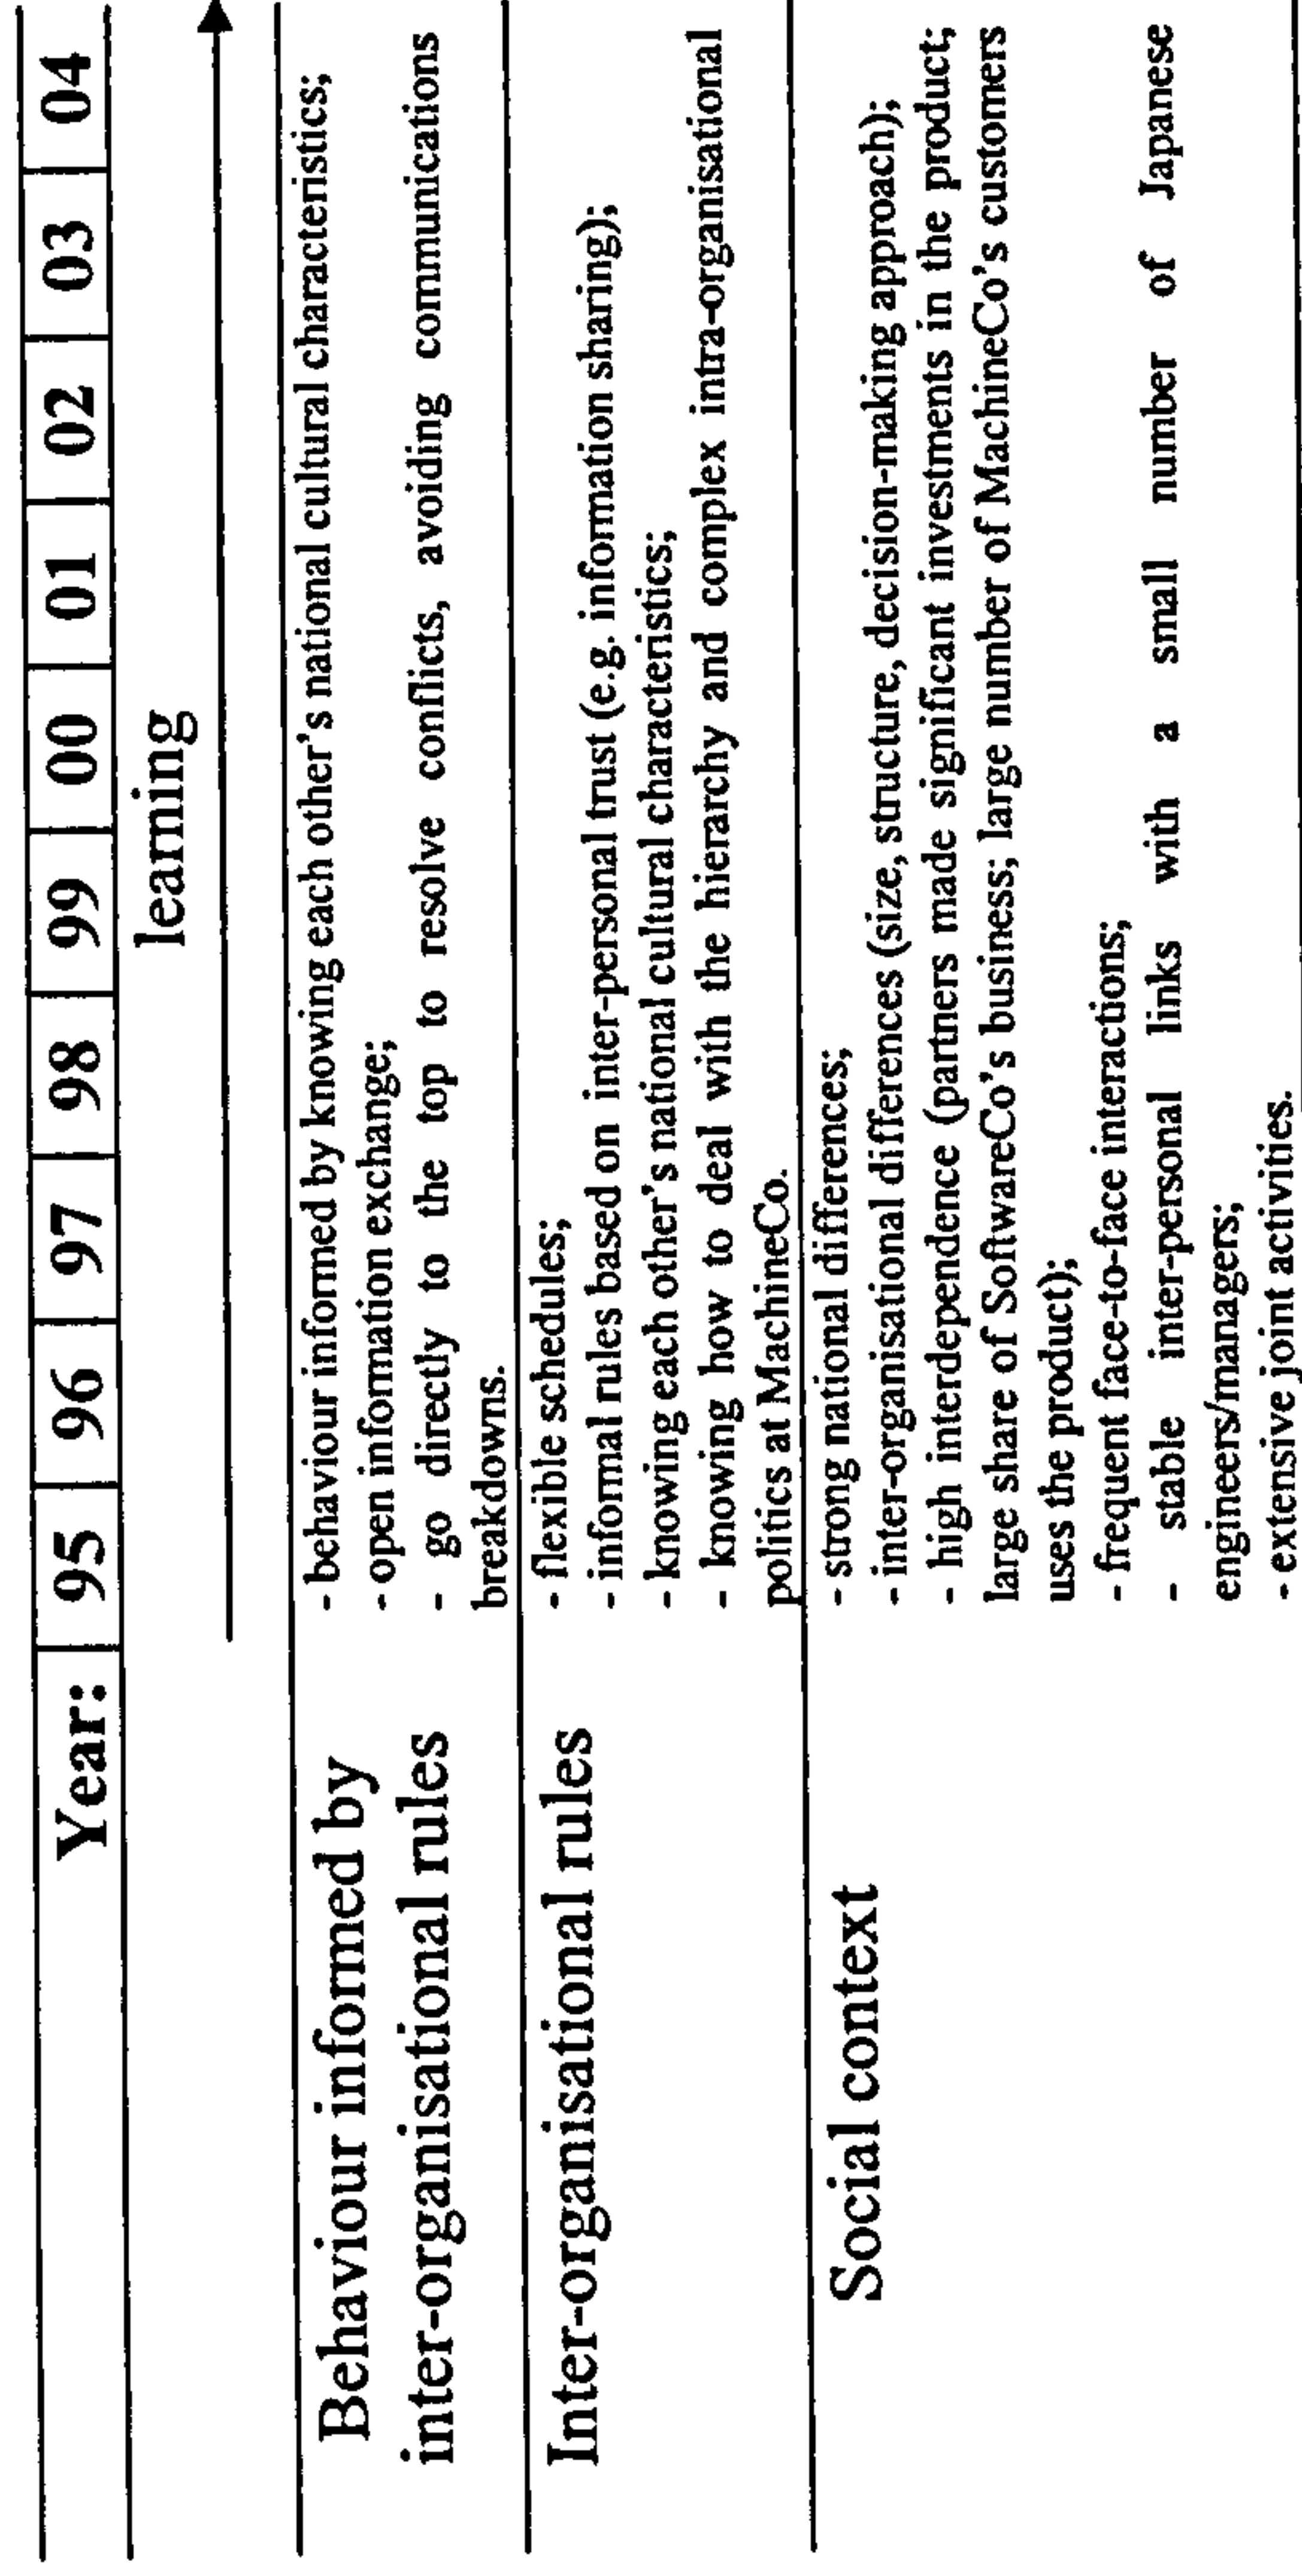 Year: 95 96 97 98 99 00 01 02 03 04
learning
Behaviour informed by
inter-organisational rules
- behaviour informed by knowing each other's national cultural characteristics;
- open information exchange;
- go directly to the top to resolve conflicts, avoiding communications
breakdowns.
Inter-organisational rules
- flexible schedules;
- informal rules based on inter-personal trust (e.g. information sharing);
- knowing each other's national cultural characteristics;
- knowing how to deal with the hierarchy and complex intra-organisational
politics at MachineCo.
Social context
- strong national differences;
- inter-organisational differences (size, structure, decision-making approach);
- high interdependence (partners made significant investments in the product;
large share of SoftwareCo's business; large number of MachineCo's customers
uses the product);
- frequent face-to-face interactions;
- stable inter-personal links with a small number of Japanese
engineers/managers;
- extensive joint activities.